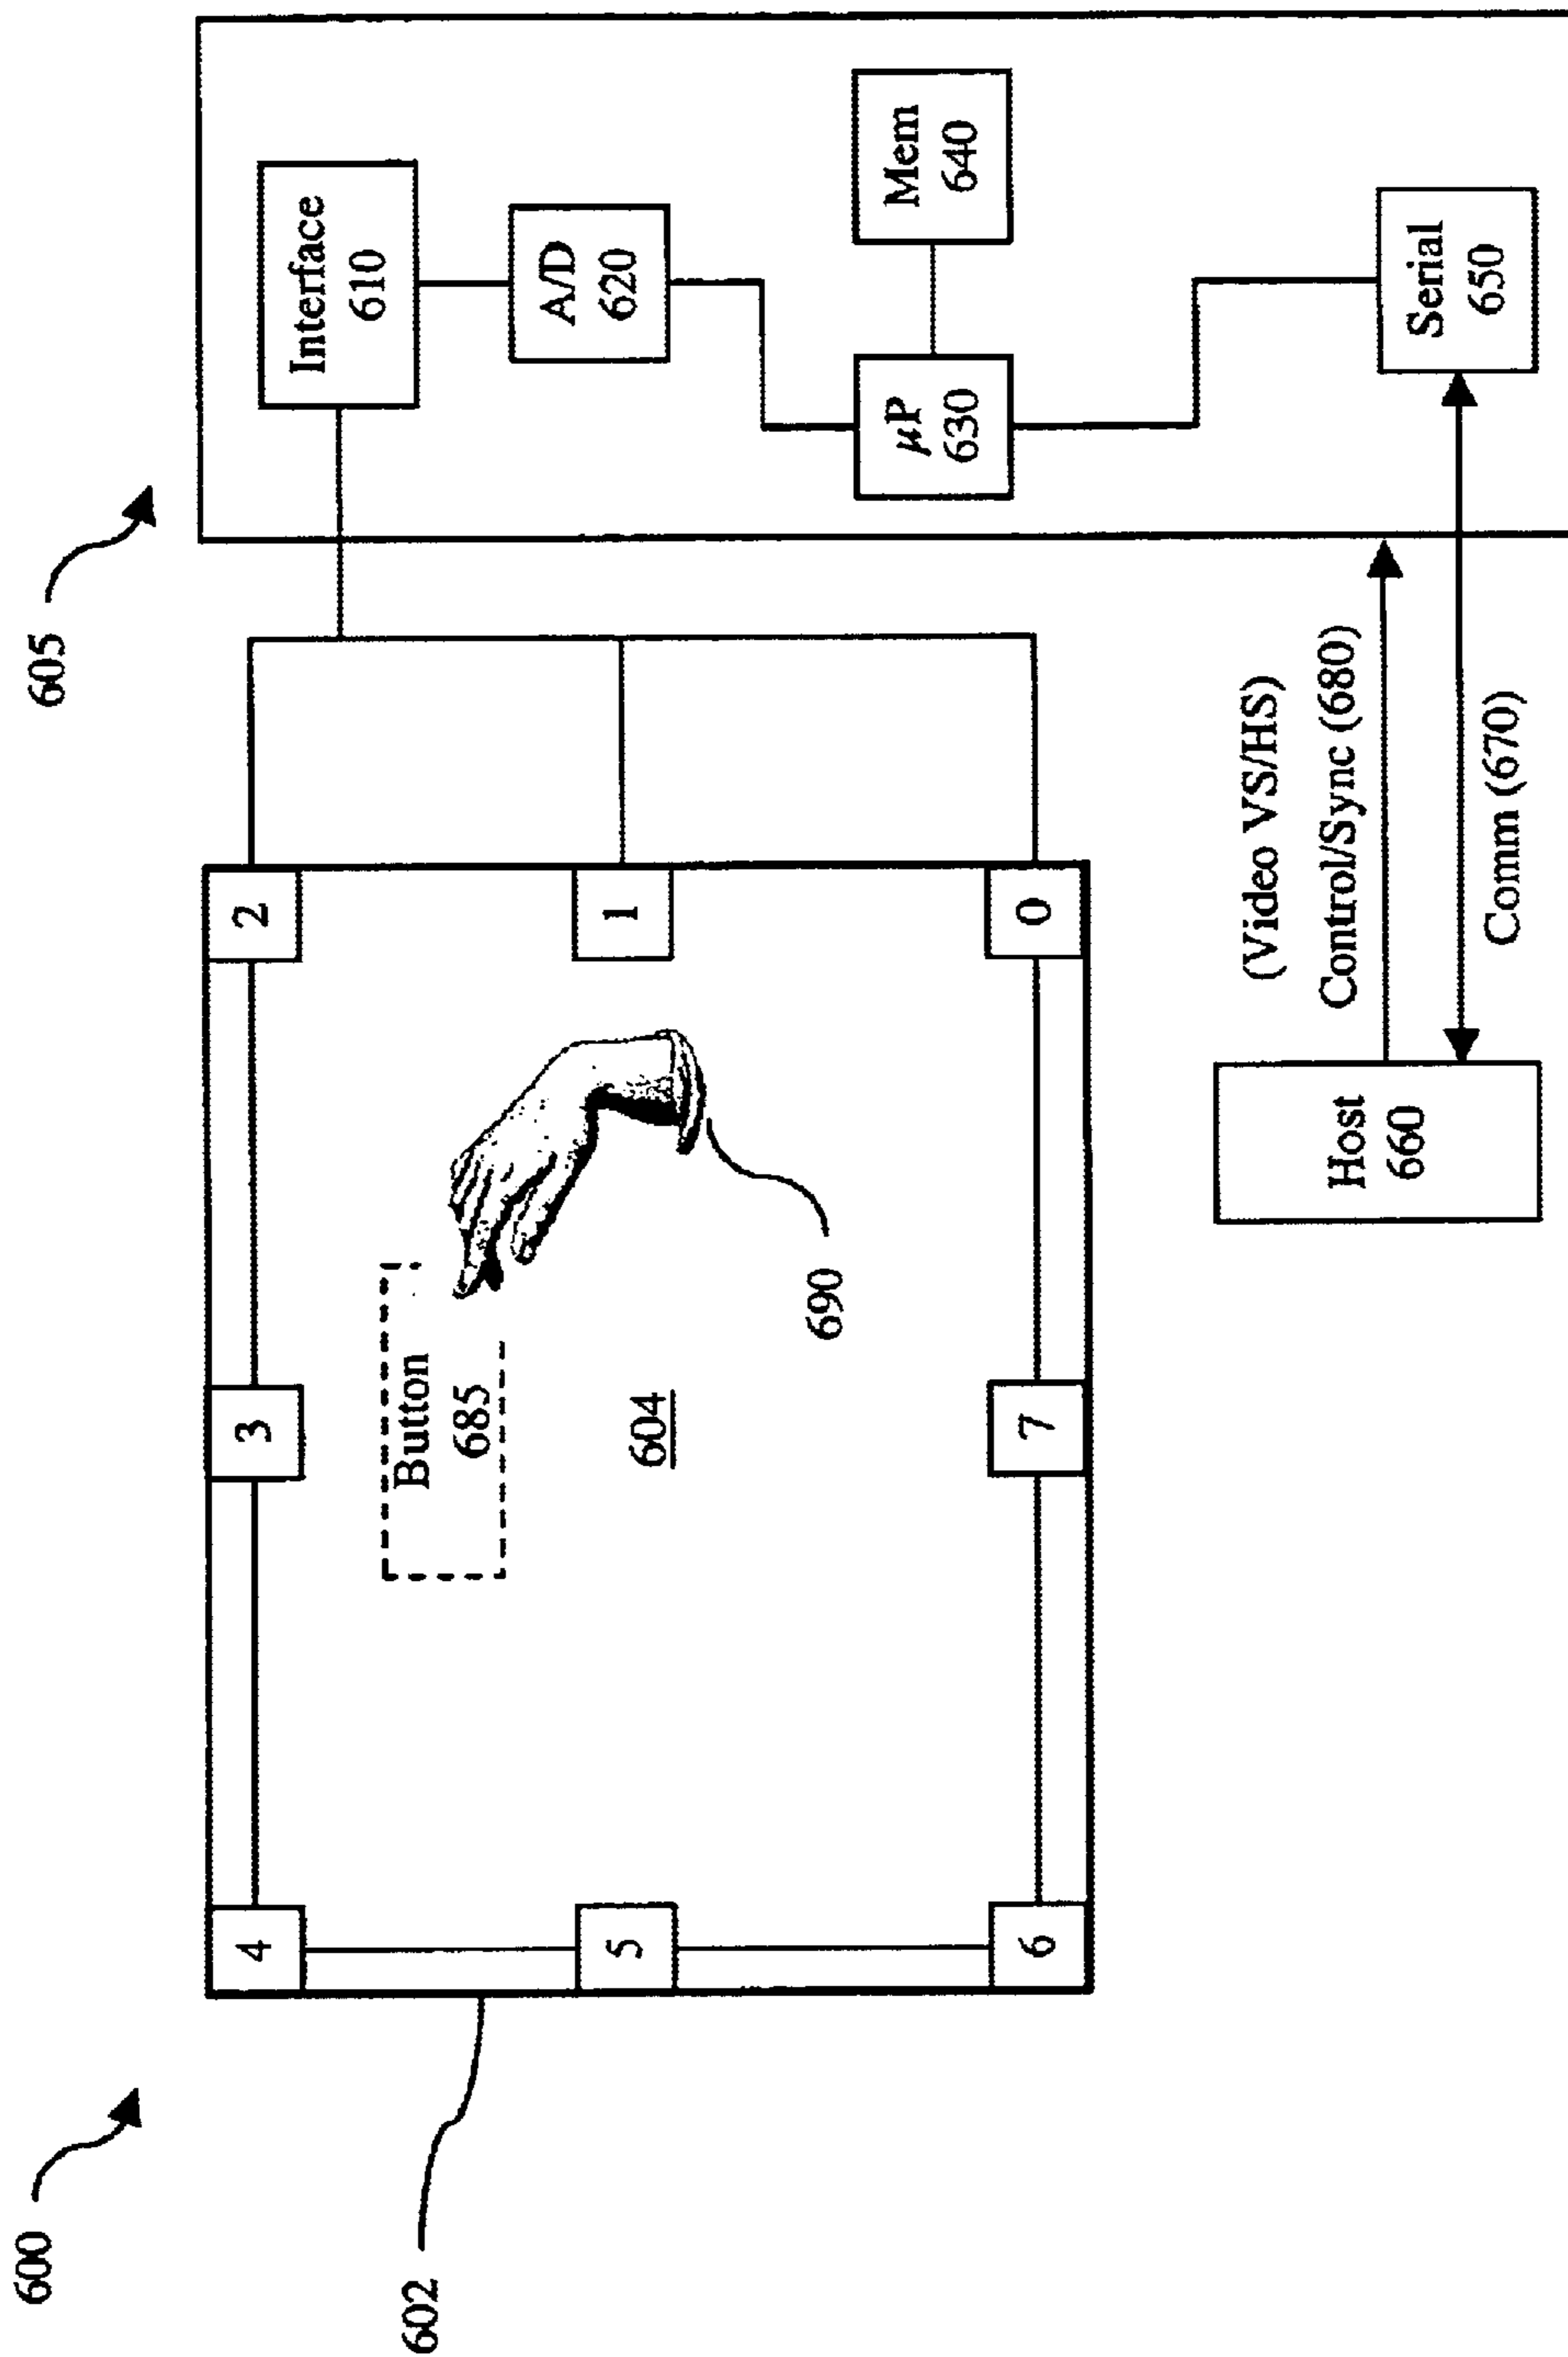 600
605
602
4
3
2
Button
685
5
604
1
690
6
7
0
Interface
610
A/D
620
µP
630
Mem
640
Serial
650
(Video VS/HS)
Control/Sync (680)
Comm (670)
Host
660